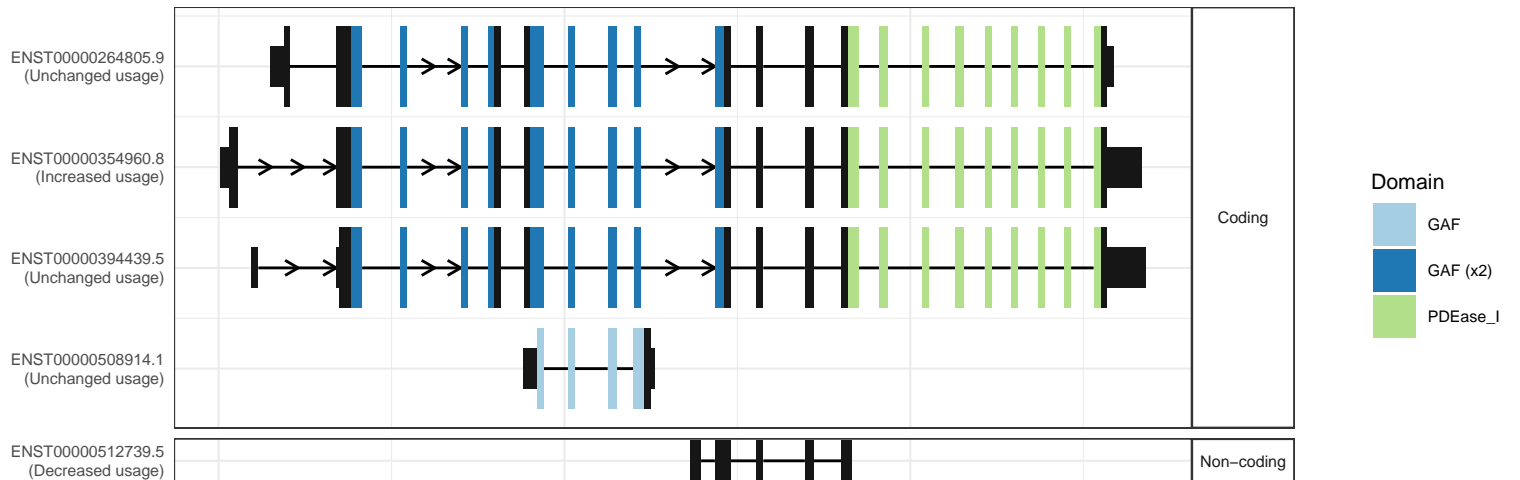 ENST00000264805.9
(Unchanged usage)
ENST00000354960.8
(Increased usage)
ENST00000394439.5
(Unchanged usage)
ENST00000508914.1
(Unchanged usage)
ENST00000512739.5
(Decreased usage)
Coding
Non−coding
Domain
GAF
GAF (x2)
PDEase_I